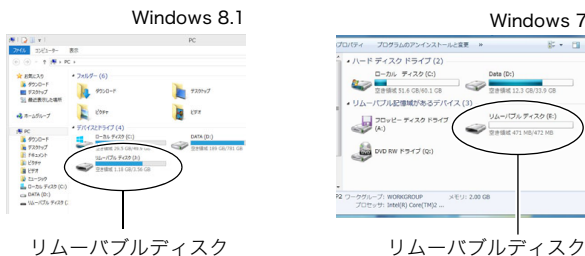 Windows 8.1
PC
ファイル コンピューター 表示
PC
お気に入り
ダウンロード
デスクトップ
最近表示した場所
ホームグループ
PC
ダウンロード
デスクトップ
ドキュメント
ピクチャ
ビデオ
ミュージック
ローカル ディスク (C:)
DATA (D:)
リムーバブル ディスク (
フォルダー (6)
ダウンロード
デスクトップ
ピクチャ
ビデオ
デバイスとドライブ (4)
ローカル ディスク (C:)
DATA (D:)
リムーバブル ディスク
リムーバブルディスク
Windows 7
プロパティ プログラムのアンインストールと変更 »
ハード ディスク ドライブ (2)
ローカル ディスク (C:)
空き領域 51.6 GB/60.1 GB
Data (D:)
空き領域 12.3 GB/33.9 GB
リムーバブル記憶域があるデバイス (3)
フロッピー ディスク ドライブ
(A:)
リムーバブル ディスク (E:)
空き領域 471 MB/472 MB
DVD RW ドライブ (Q:)
ワークグループ: WORKGROUP メモリ: 2.00 GB
プロセッサ: Intel(R) Core(TM)2 ...
リムーバブルディスク